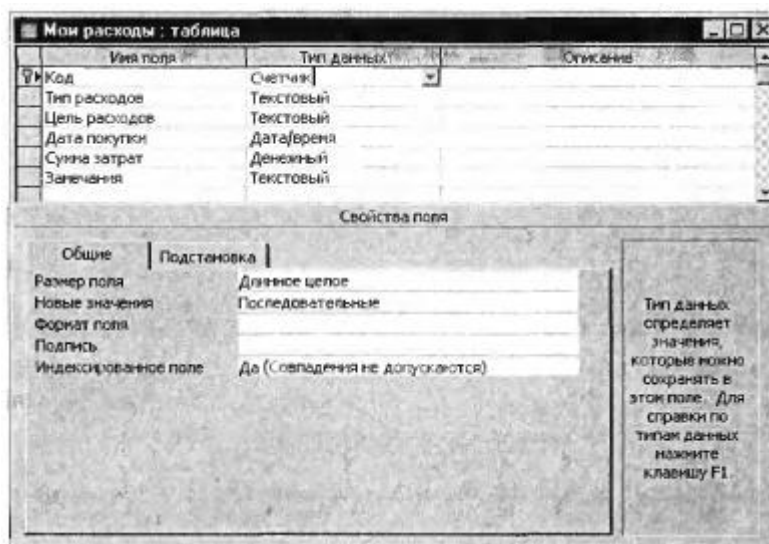 Мои расходы : таблица
Имя поля Тип данных Описание
Код Счетчик
Тип расходов Текстовый
Цель расходов Текстовый
Дата покупки Дата/время
Сумма затрат Денежный
Замечания Текстовый
Свойства поля
Общие Подстановка
Размер поля Длинное целое
Новые значения Последовательные
Формат поля
Подпись
Индексированное поле Да (Совпадения не допускаются)
Тип данных
определяет
значения,
которые можно
сохранять в
этом поле. Для
справки по
типам данных
нажмите
клавишу F1.